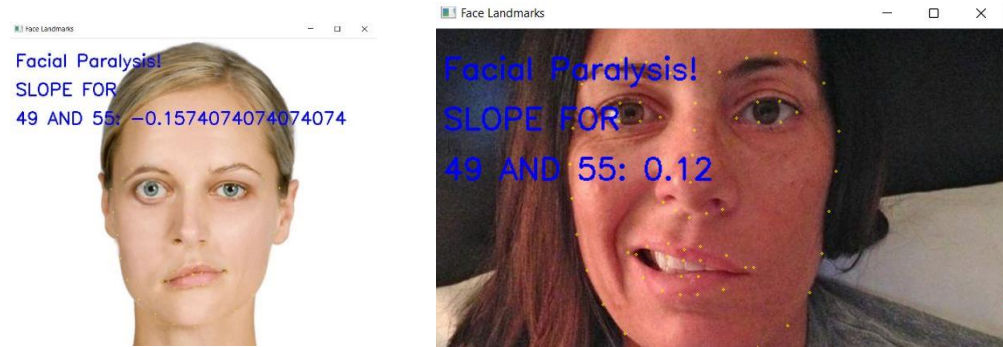 Face Landmarks
Facial Paralysis!
SLOPE FOR
49 AND 55: -0.1574074074074074
Face Landmarks
Facial Paralysis!
SLOPE FOR
49 AND 55: 0.12